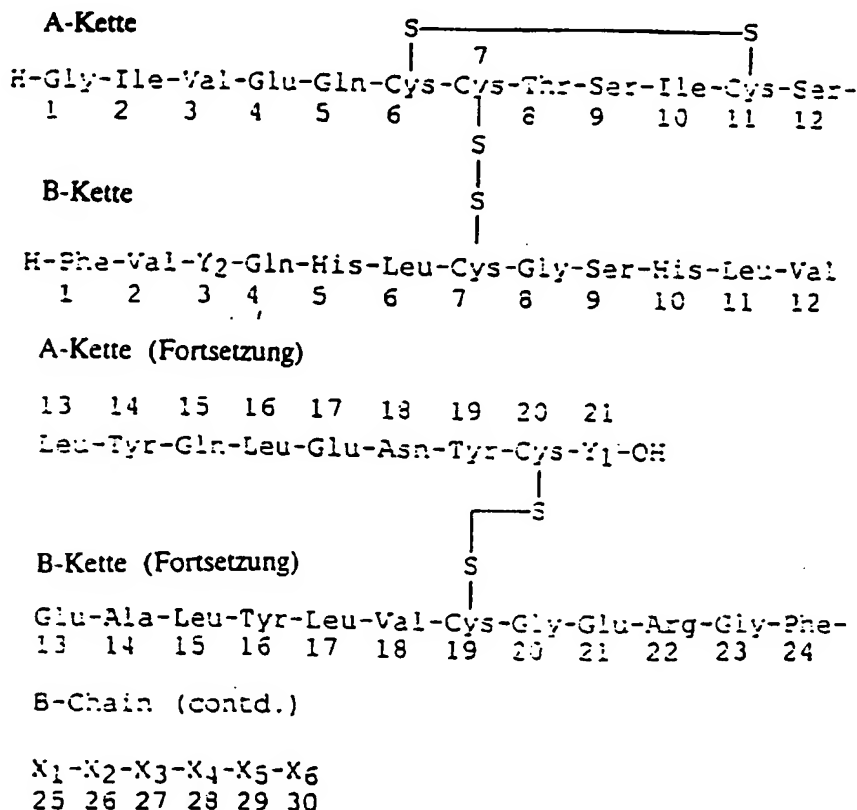 A-Kette
S S
7
H-Gly-Ile-Val-Glu-Gln-Cys-Cys-Thr-Ser-Ile-Cys-Ser-
1 2 3 4 5 6 8 9 10 11 12
S
S
B-Kette
H-Phe-Val-Y2-Gln-His-Leu-Cys-Gly-Ser-His-Leu-Val
1 2 3 4 5 6 7 8 9 10 11 12
A-Kette (Fortsetzung)
13 14 15 16 17 18 19 20 21
Leu-Tyr-Gln-Leu-Glu-Asn-Tyr-Cys-Y1-OH
S
S
B-Kette (Fortsetzung)
Glu-Ala-Leu-Tyr-Leu-Val-Cys-Gly-Glu-Arg-Gly-Phe-
13 14 15 16 17 18 19 20 21 22 23 24
B-Chain (contd.)
X1-X2-X3-X4-X5-X6
25 26 27 28 29 30